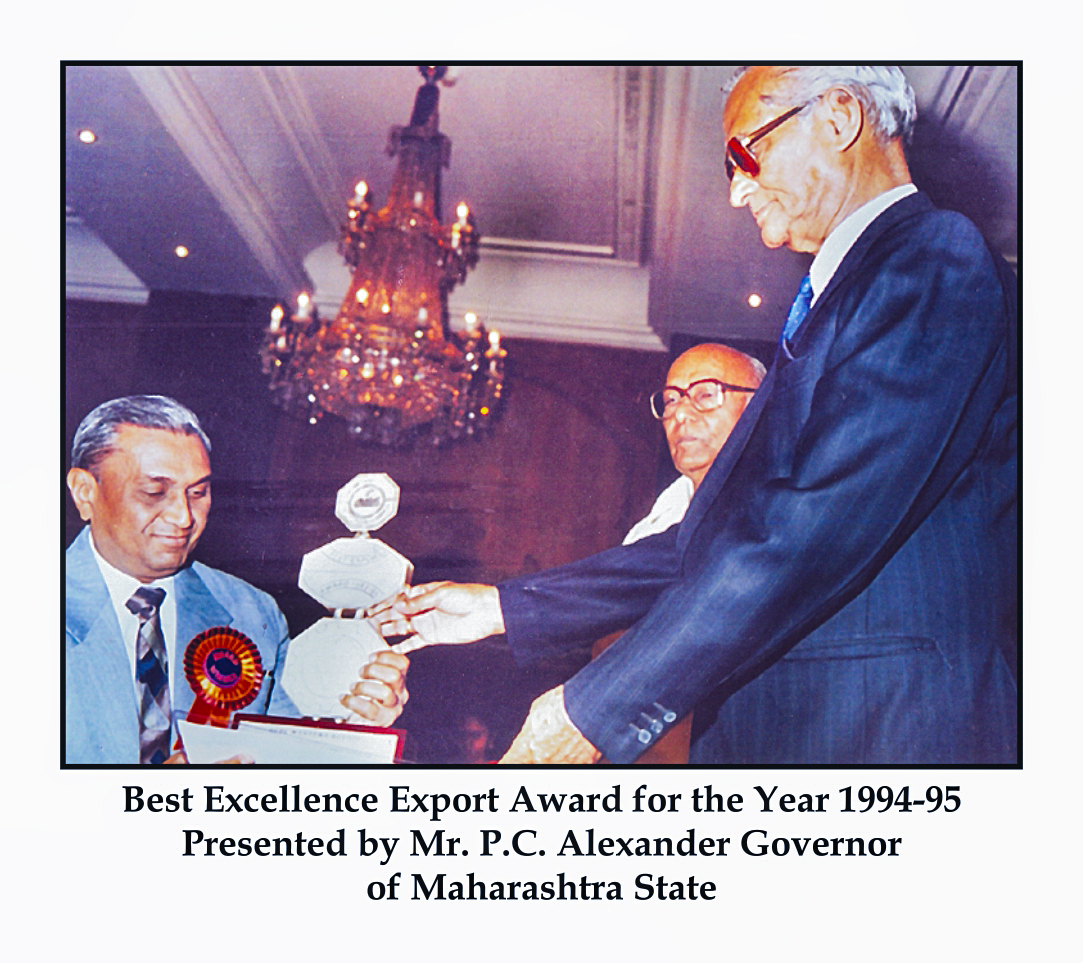 Best Excellence Export Award for the Year 1994-95
Presented by Mr. P.C. Alexander Governor
of Maharashtra State